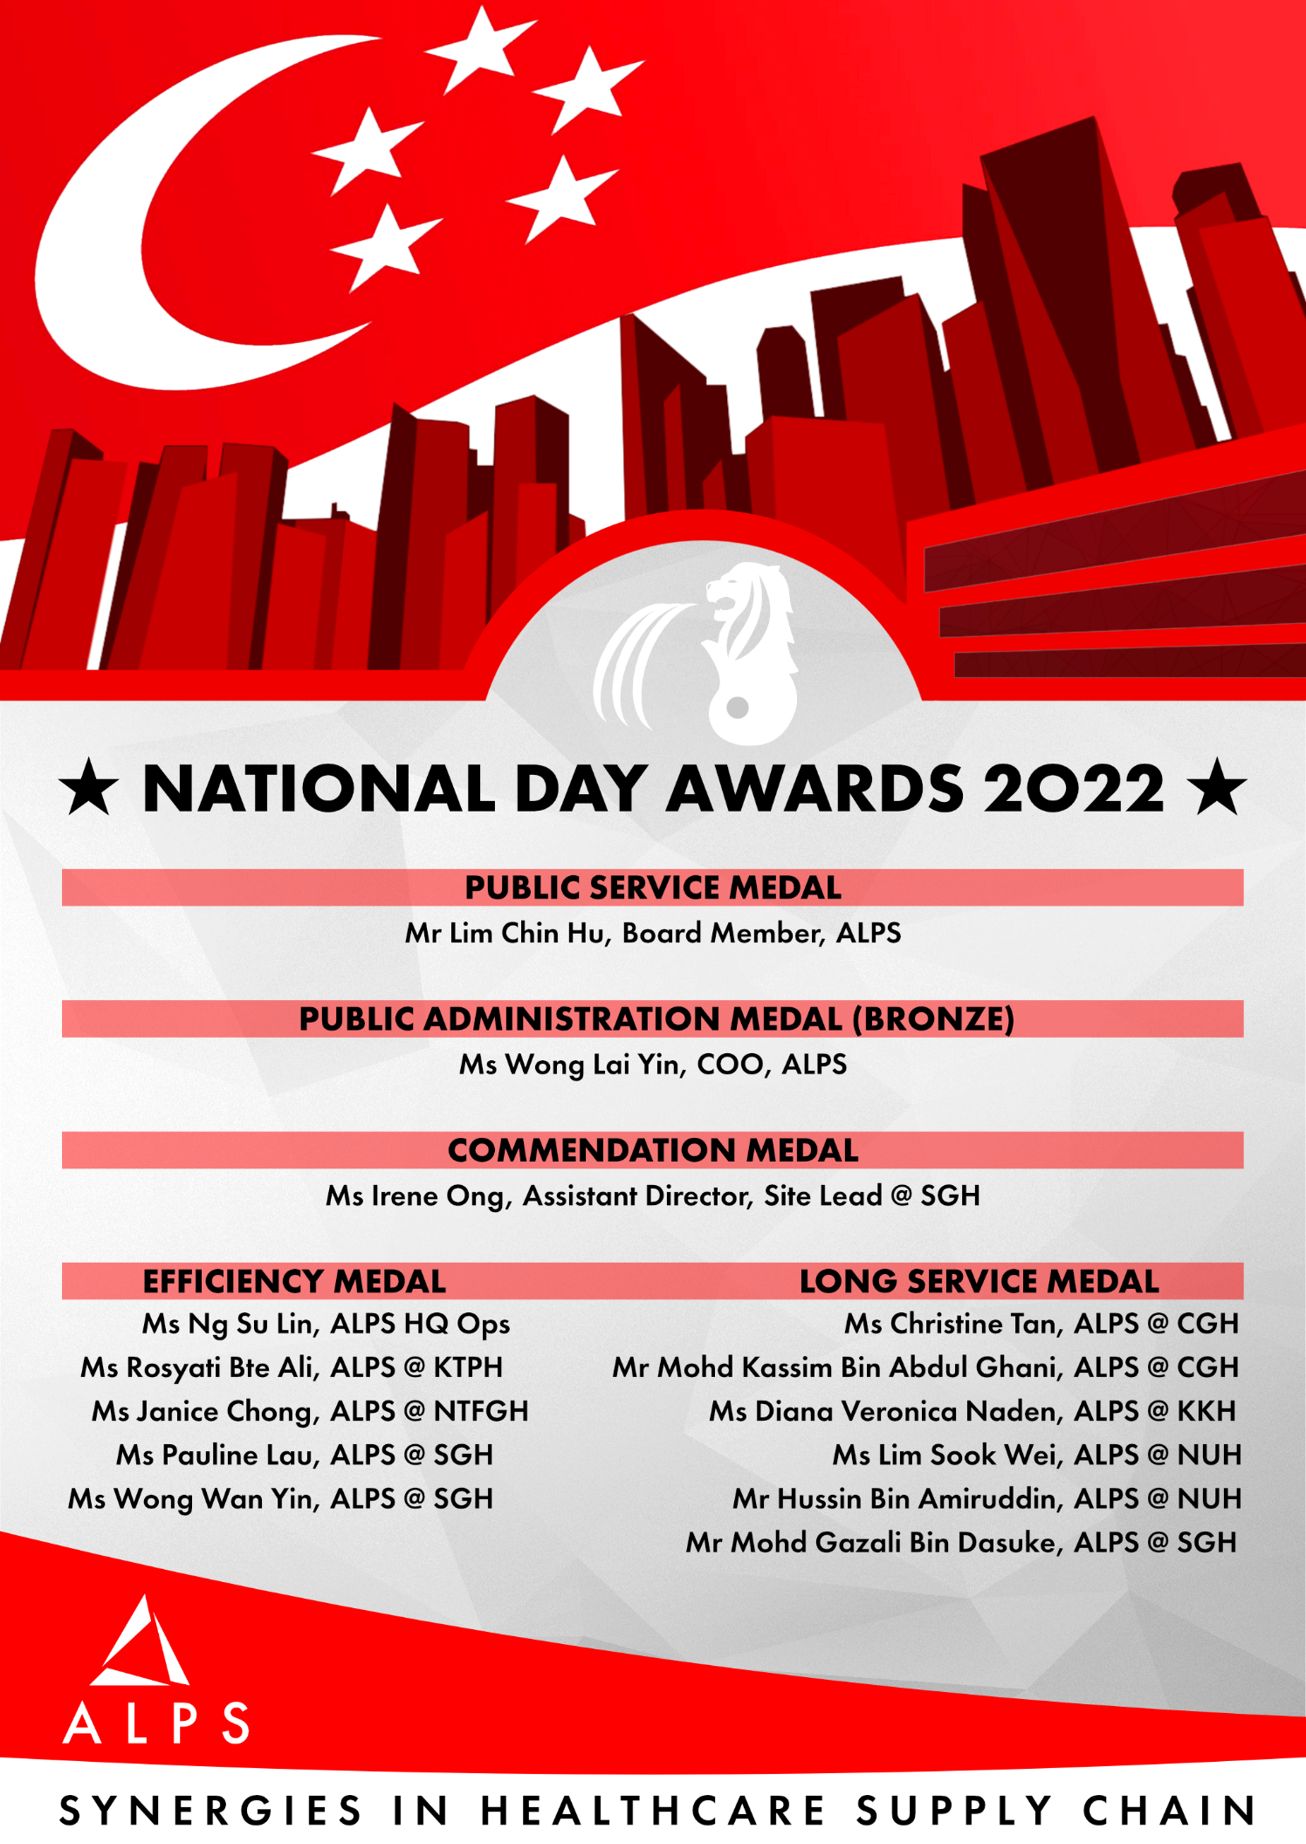 ★ NATIONAL DAY AWARDS 2022 ★
PUBLIC SERVICE MEDAL
Mr Lim Chin Hu, Board Member, ALPS
PUBLIC ADMINISTRATION MEDAL (BRONZE)
Ms Wong Lai Yin, COO, ALPS
COMMENDATION MEDAL
Ms Irene Ong, Assistant Director, Site Lead @ SGH
EFFICIENCY MEDAL
Ms Ng Su Lin, ALPS HQ Ops
Ms Rosyati Bte Ali, ALPS @ KTPH
Ms Janice Chong, ALPS @ NTFGH
Ms Pauline Lau, ALPS @ SGH
Ms Wong Wan Yin, ALPS @ SGH
LONG SERVICE MEDAL
Ms Christine Tan, ALPS @ CGH
Mr Mohd Kassim Bin Abdul Ghani, ALPS @ CGH
Ms Diana Veronica Naden, ALPS @ KKH
Ms Lim Sook Wei, ALPS @ NUH
Mr Hussin Bin Amiruddin, ALPS @ NUH
Mr Mohd Gazali Bin Dasuke, ALPS @ SGH
ALPS
SYNERGIES IN HEALTHCARE SUPPLY CHAIN